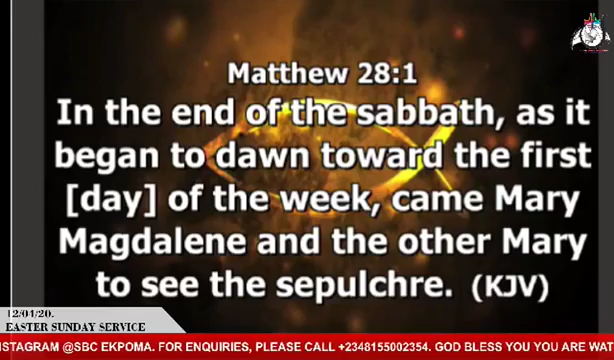 Matthew 28:1
In the end of the sabbath, as it
began to dawn toward the first
[day] of the week, came Mary
Magdalene and the other Mary
to see the sepulchre. (KJV)
12/04/20.
EASTER SUNDAY SERVICE
NSTAGRAM @SBC EKPOMA. FOR ENQUIRIES, PLEASE CALL +2348155002354. GOD BLESS YOU YOU ARE WAT